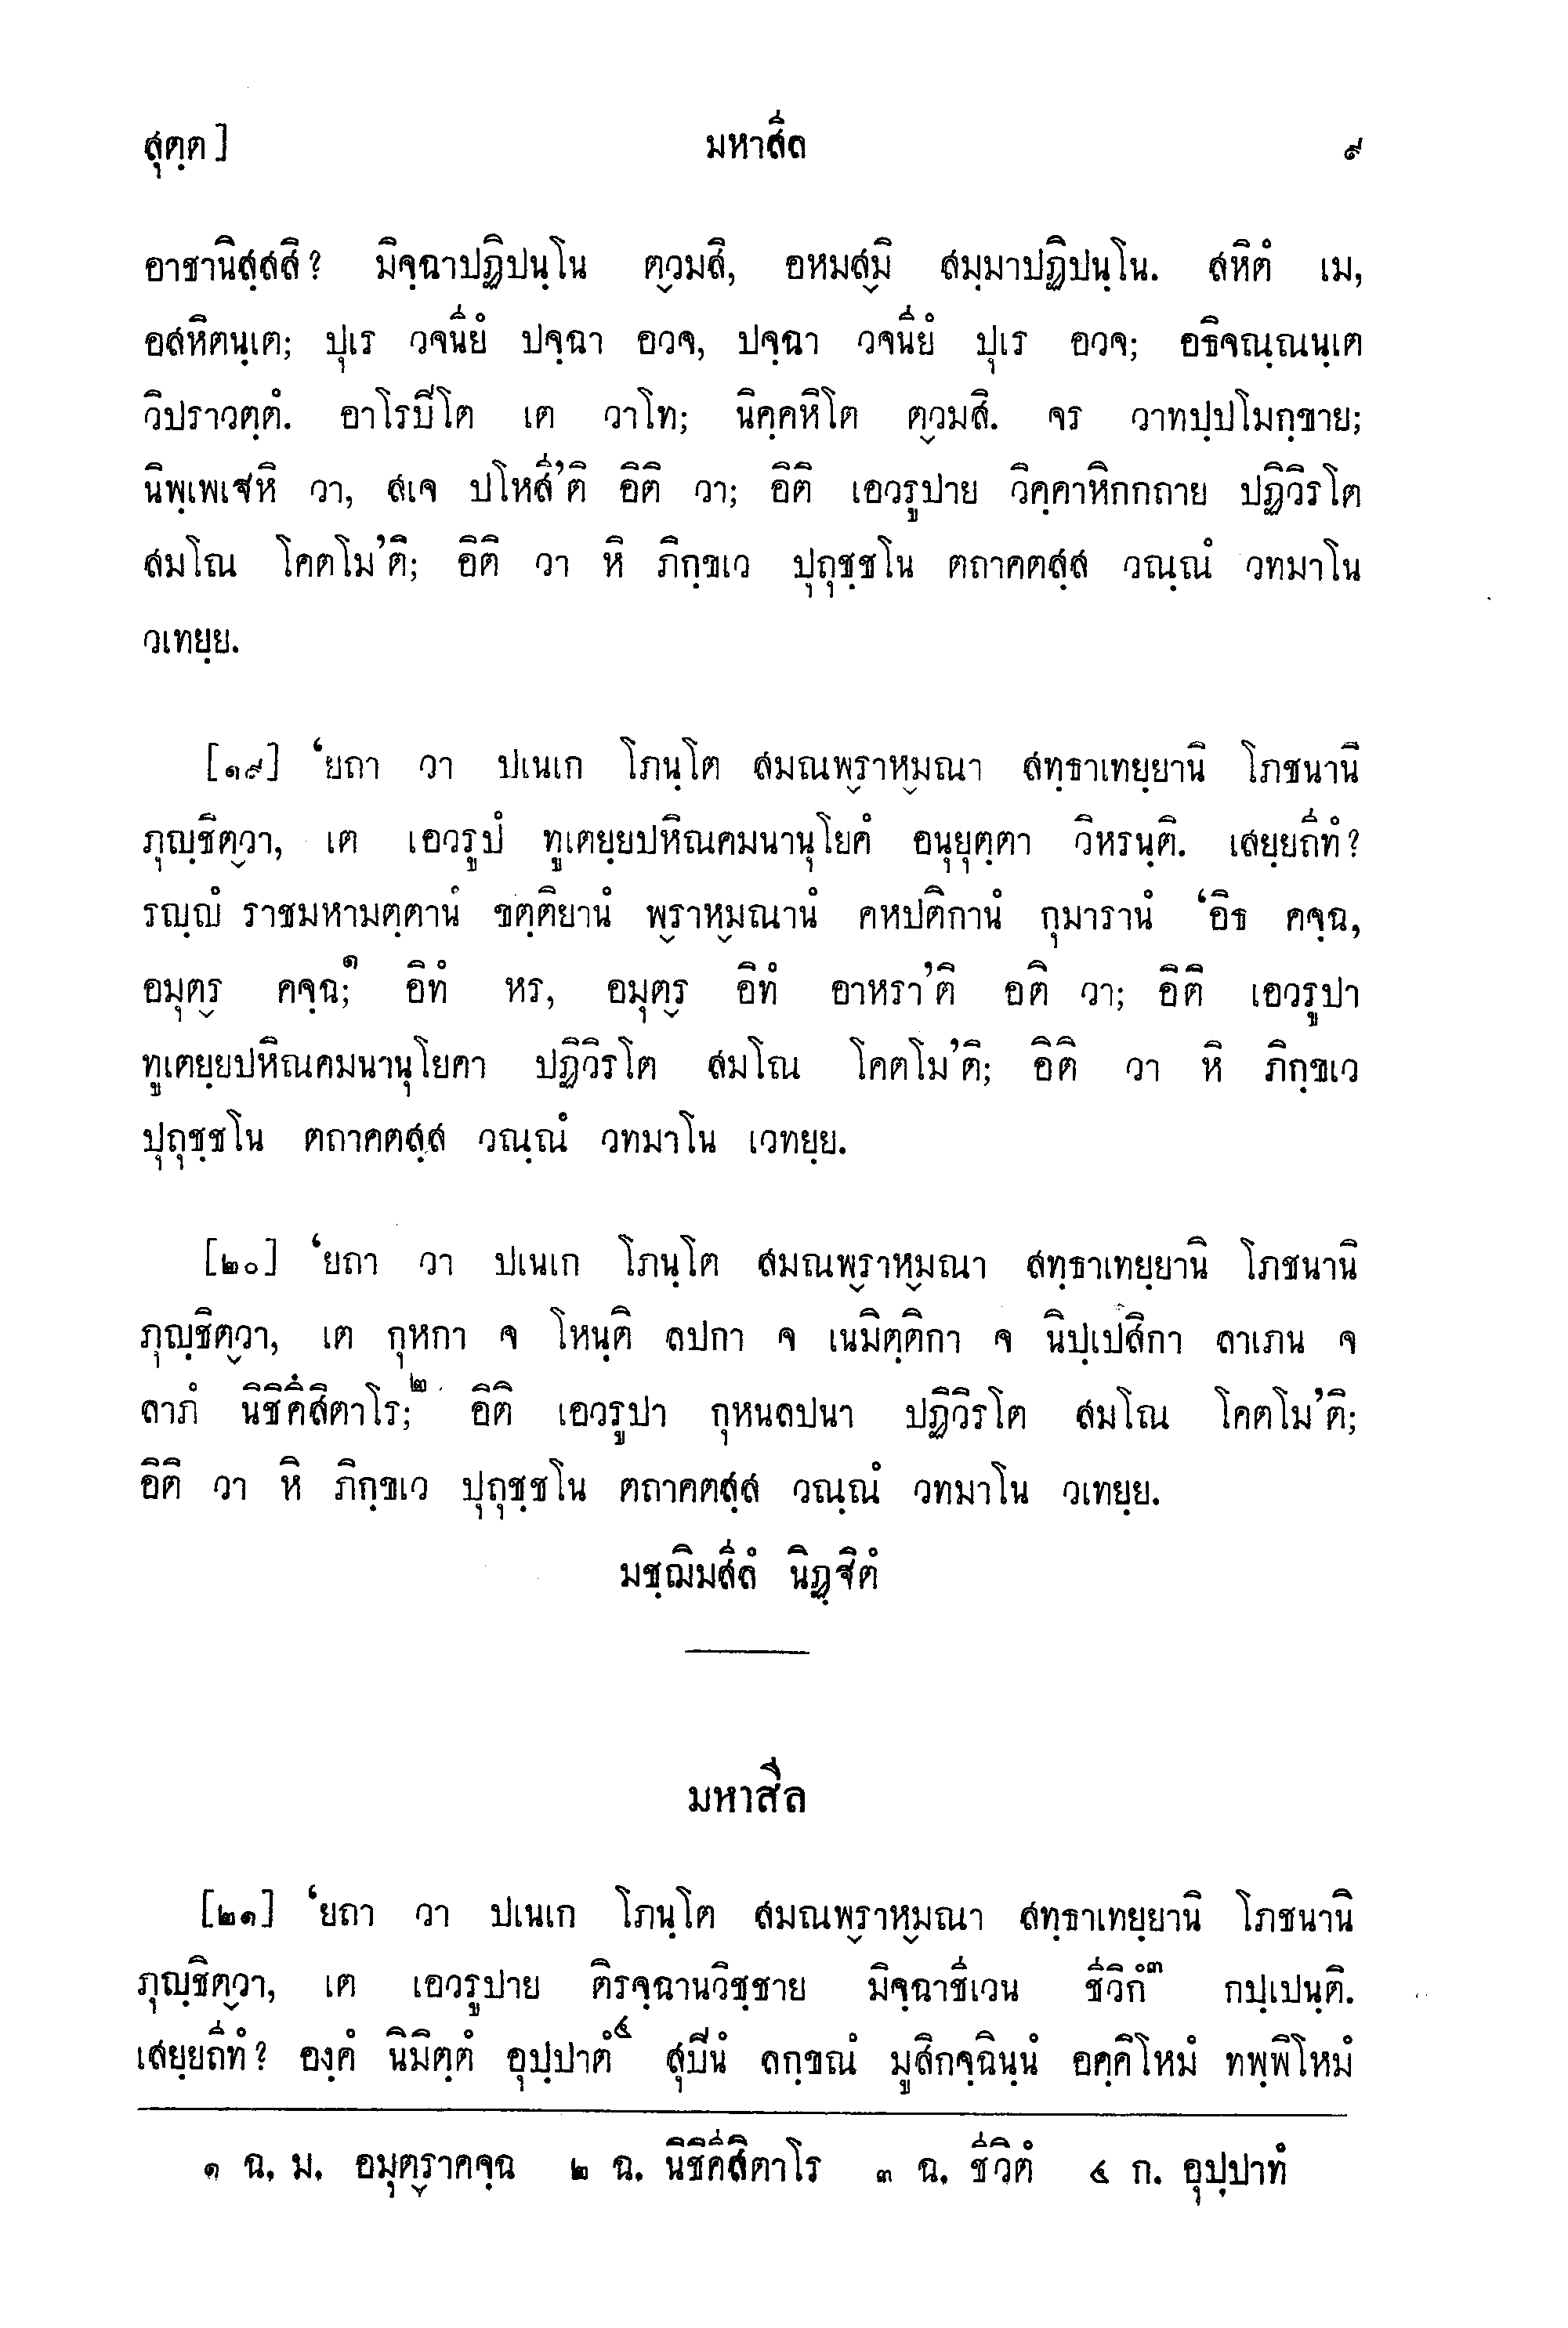 สุตฺต]
มหาสีล
๙
อาชานิสฺสสิ? มิจฺฉาปฏิปนฺโน ตฺวมสิ, อหมสฺมิ สมฺมาปฏิปนฺโน. สหิตํ เม,
อสหิตนฺเต; ปุเร วจนียํ ปจฺฉา อวจ, ปจฺฉา วจนียํ ปุเร อวจ; อธิจณฺณนฺเต
วิปราวตฺตํ. อาโรปิโต เต วาโท; นิคฺคหิโต ตฺวมสิ. จร วาทปฺปโมกฺขาย;
นิพฺเพเฐหิ วา, สเจ ปโหสี’ติ อิติ วา; อิติ เอวรูปาย วิคฺคาหิกกถาย ปฏิวิรโต
สมโณ โคตโม’ติ; อิติ วา หิ ภิกฺขเว ปุถุชฺชโน ตถาคตสฺส วณฺณํ วทมาโน
วเทยฺย.
[๑๙] ‘ยถา วา ปเนเก โภนฺโต สมณพฺราหฺมณา สทฺธาเทยฺยานิ โภชนานิ
ภุญฺชิตฺวา, เต เอวรูปํ ทูเตยฺยปหิณคมนานุโยคํ อนุยุตฺตา วิหรนฺติ. เสยฺยถีทํ?
รญฺญํ ราชมหามตฺตานํ ขตฺติยานํ พฺราหฺมณานํ คหปติกานํ กุมารานํ ‘อิธ คจฺฉ,
อมุตฺร คจฺฉ;๑ อิทํ หร, อมุตฺร อิทํ อาหรา’ติ อติ วา; อิติ เอวรูปา
ทูเตยฺยปหิณคมนานุโยคา ปฏิวิรโต สมโณ โคตโม’ติ; อิติ วา หิ ภิกฺขเว
ปุถุชฺชโน ตถาคตสฺส วณฺณํ วทมาโน เวทยฺย.
[๒๐] ‘ยถา วา ปเนเก โภนฺโต สมณพฺราหฺมณา สทฺธาเทยฺยานิ โภชนานิ
ภุญฺชิตฺวา, เต กุหกา จ โหนฺติ ลปกา จ เนมิตฺติกา จ นิปฺเปสิกา ลาเภน จ
ลาภํ นิชิคึสิตาโร;๒ อิติ เอวรูปา กุหนลปนา ปฏิวิรโต สมโณ โคตโม’ติ;
อิติ วา หิ ภิกฺขเว ปุถุชฺชโน ตถาคตสฺส วณฺณํ วทมาโน วเทยฺย.
มชฺฌิมสีลํ นิฏฺฐิตํ
มหาสีล
[๒๑] ‘ยถา วา ปเนเก โภนฺโต สมณพฺราหฺมณา สทฺธาเทยฺยานิ โภชนานิ
ภุญฺชิตฺวา, เต เอวรูปาย ติรจฺฉานวิชฺชาย มิจฺฉาชีเวน ชีวิกํ๓ กปฺเปนฺติ.
เสยฺยถีทํ? องฺคํ นิมิตฺตํ อุปฺปาตํ๔ สุปินํ ลกฺขณํ มูสิกจฺฉินฺนํ อคฺคิโหมํ ทพฺพิโหมํ
๑ ฉ, ม. อมุตฺราคจฺฉ ๒ ฉ. นิชิคีสิตาโร ๓ ฉ. ชีวิตํ ๔ ก. อุปฺปาทํ